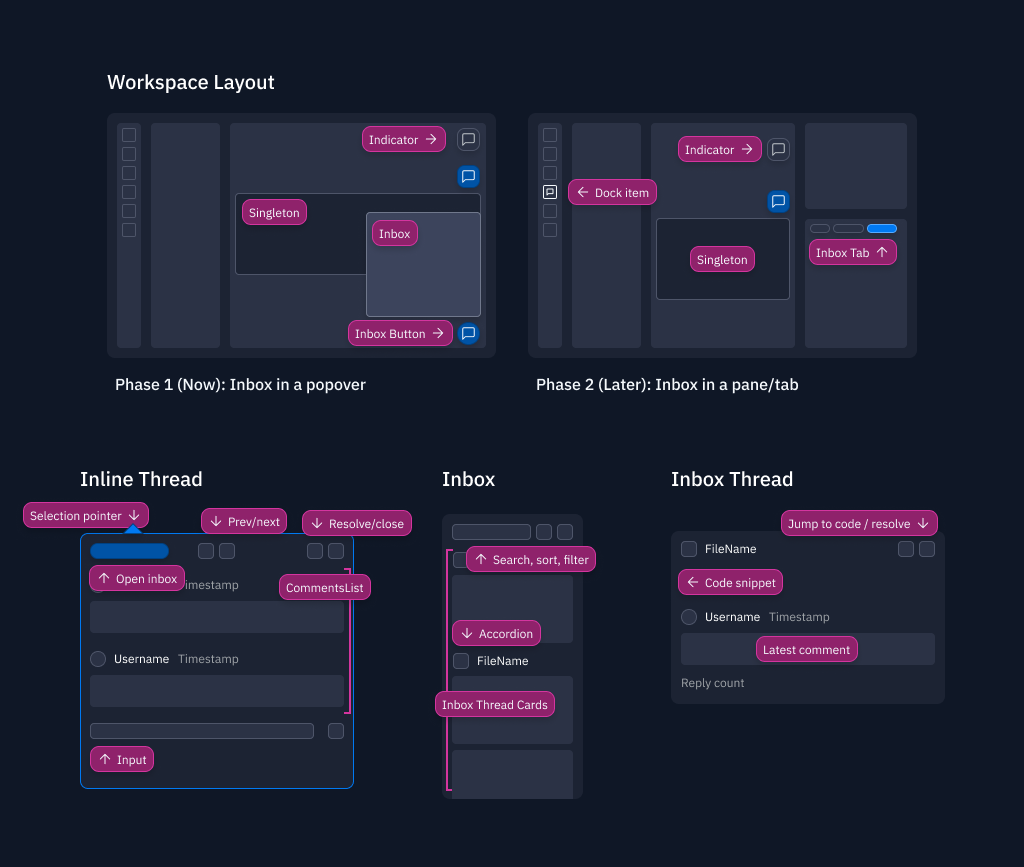 Workspace Layout
Indicator →
Singleton
Inbox
Inbox Button →
Indicator →
← Dock item
Singleton
Inbox Tab ↑
Phase 1 (Now): Inbox in a popover
Phase 2 (Later): Inbox in a pane/tab
Inline Thread
Selection pointer ↓
↓ Prev/next
↓ Resolve/close
↑ Open inbox
imestamp
CommentsList
Username Timestamp
↑ Input
Inbox
↑ Search, sort, filter
↓ Accordion
FileName
Inbox Thread Cards
Inbox Thread
Jump to code / resolve ↓
FileName
← Code snippet
Username Timestamp
Latest comment
Reply count